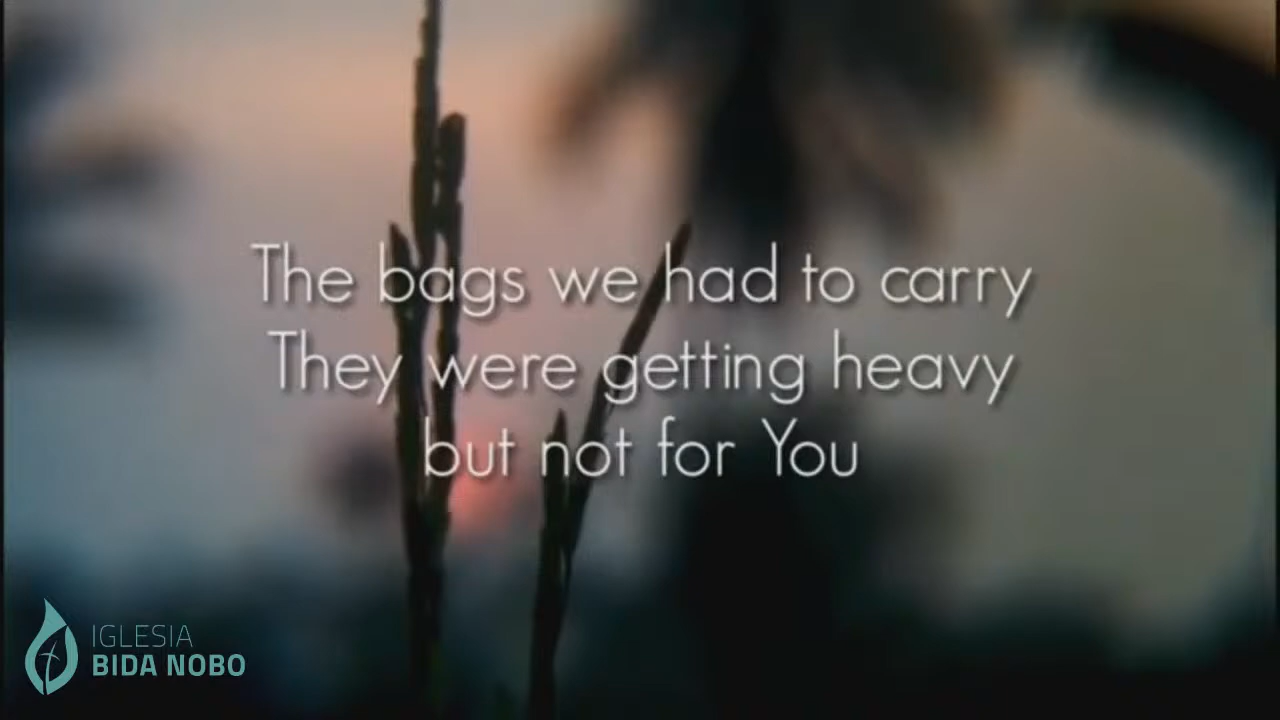 The bags we had to carry
They were getting heavy
but not for You
IGLESIA
BIDA NOBO